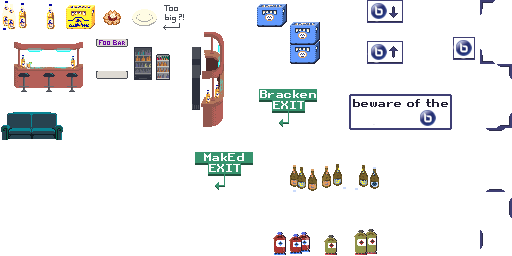 Too
big?!
FOO BAR
b
b
b
Bracken
EXIT
beware of the
b
MakEd
EXIT